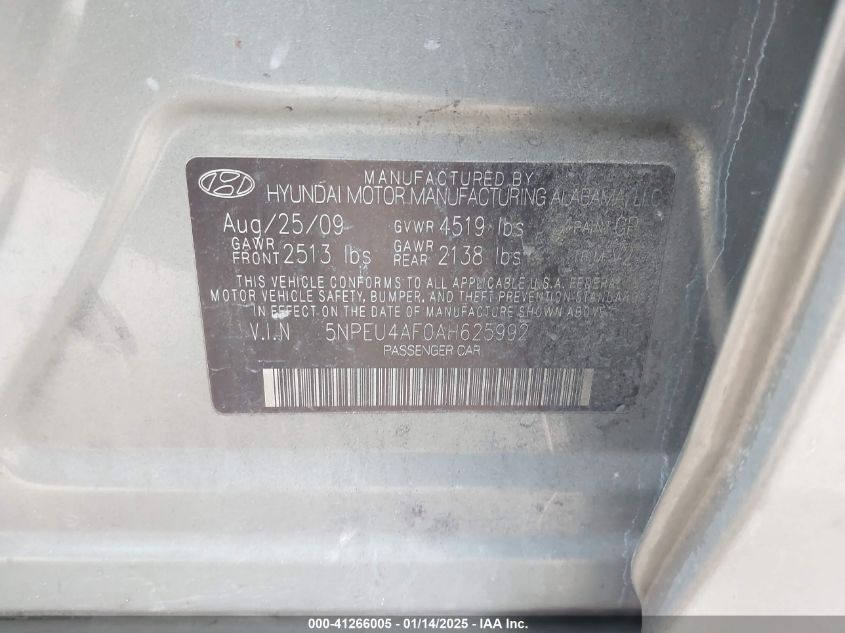 MANUFACTURED BY
HYUNDAI MOTOR MANUFACTURING ALABAMA, LLC
Aug/25/09 GVWR 4519 lbs PAINT
GAWR FRONT 2513 lbs GAWR REAR 2138 lbs TRIM
THIS VEHICLE CONFORMS TO ALL APPLICABLE U.S.A. FEDERAL
MOTOR VEHICLE SAFETY, BUMPER, AND THEFT PREVENTION STANDARDS
IN EFFECT ON THE DATE OF MANUFACTURE SHOWN ABOVE.
V.I.N 5NPEU4AF0AH625992
PASSENGER CAR
000-41266005 - 01/14/2025 - IAA Inc.